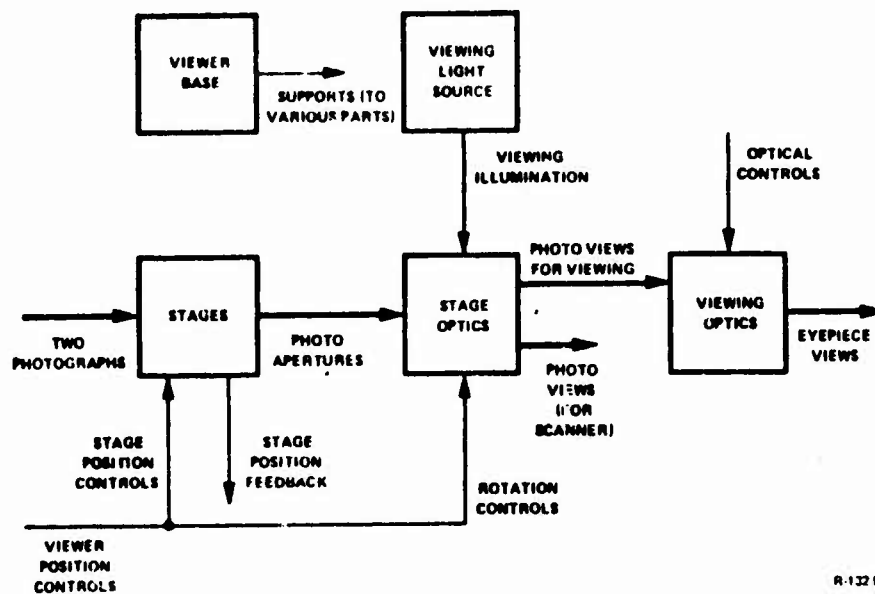 VIEWER
BASE
SUPPORTS (TO
VARIOUS PARTS)
VIEWING
LIGHT
SOURCE
VIEWING
ILLUMINATION
OPTICAL
CONTROLS
TWO
PHOTOGRAPHS
STAGES
PHOTO
APERTURES
STAGE
OPTICS
PHOTO VIEWS
FOR VIEWING
PHOTO
VIEWS
(FOR
SCANNER)
VIEWING
OPTICS
EYEPIECE
VIEWS
STAGE
POSITION
CONTROLS
STAGE
POSITION
FEEDBACK
ROTATION
CONTROLS
VIEWER
POSITION
CONTROLS